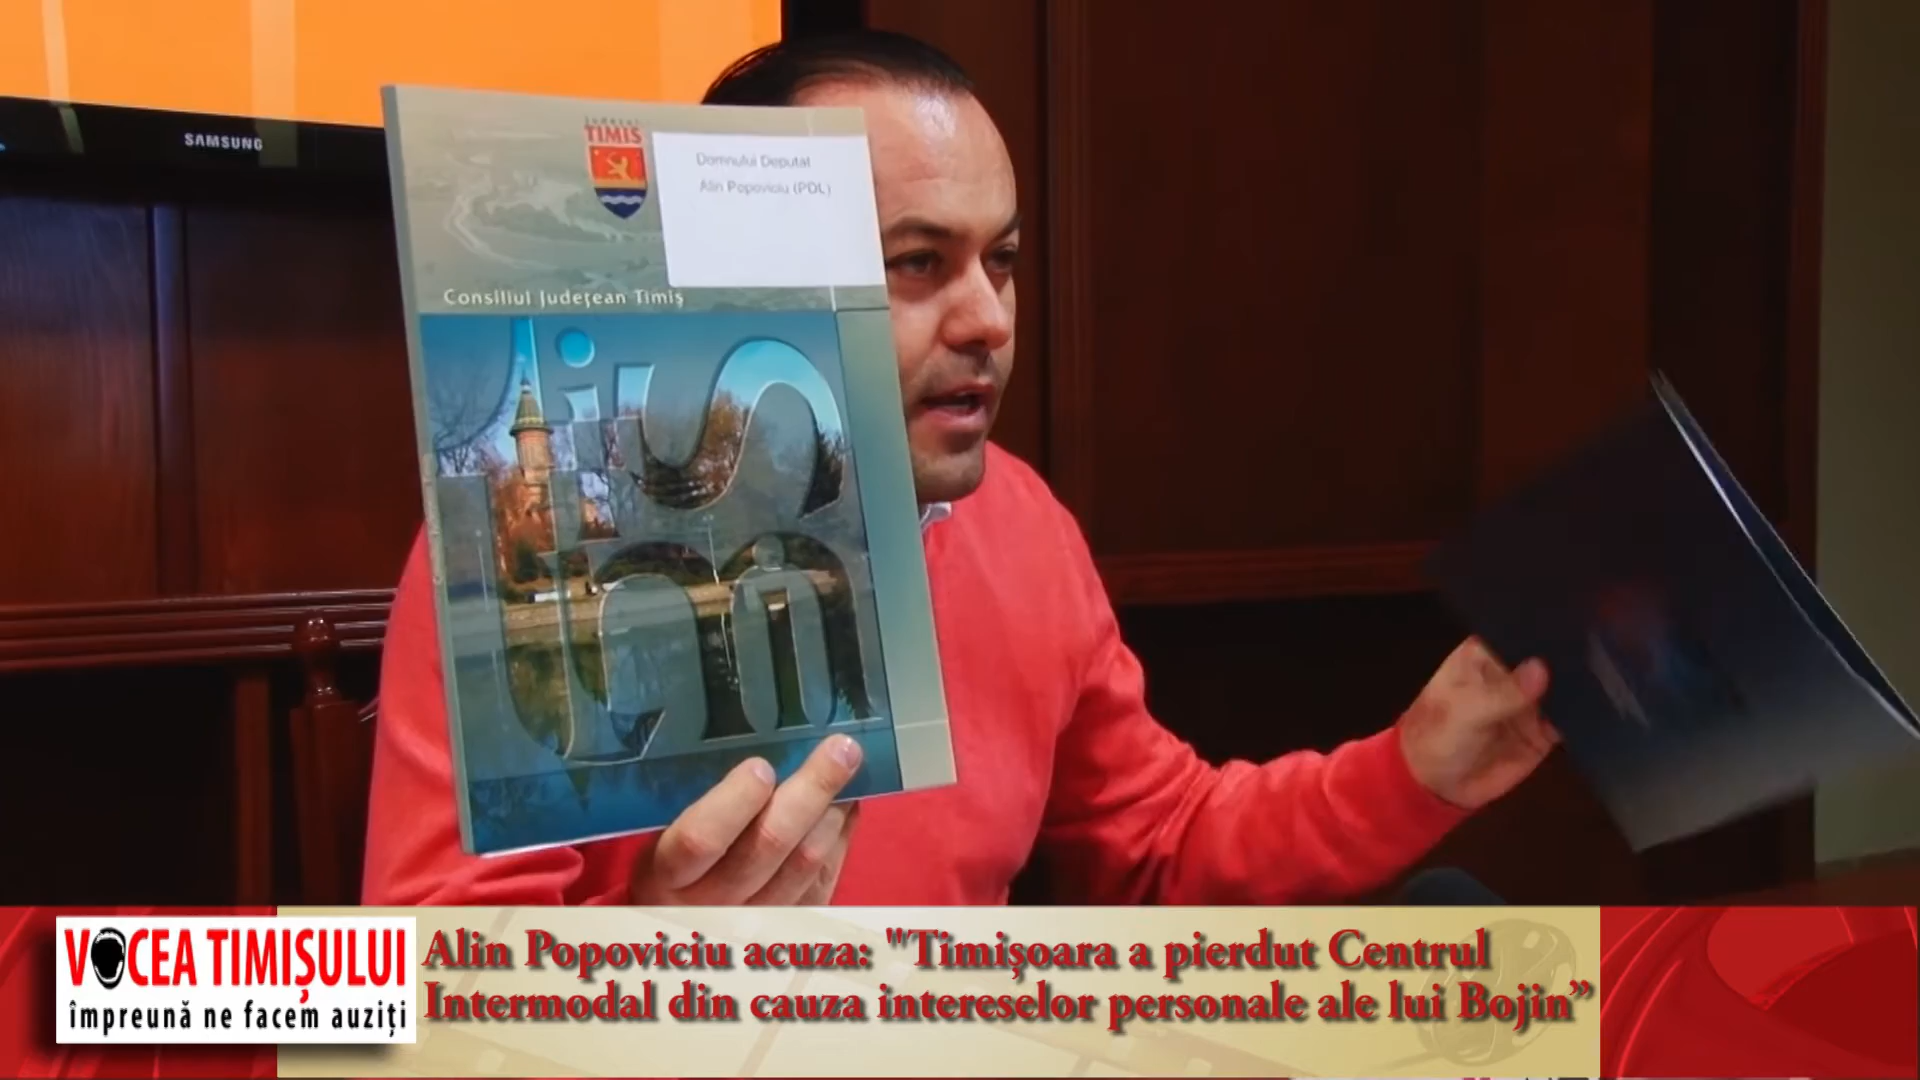 SAMSUNG
Județul
TIMIȘ
Domnului Deputat
Alin Popoviciu (PDL)
Consiliul Județean Timiș
Timiș
VOCEA TIMIȘULUI
împreună ne facem auziți
Alin Popoviciu acuza: "Timișoara a pierdut Centrul
Intermodal din cauza intereselor personale ale lui Bojin”